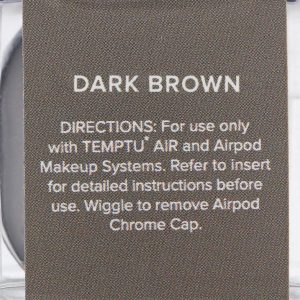 DARK BROWN
DIRECTIONS: For use only
with TEMPTU® AIR and Airpod
Makeup Systems. Refer to insert
for detailed instructions before
use. Wiggle to remove Airpod
Chrome Cap.